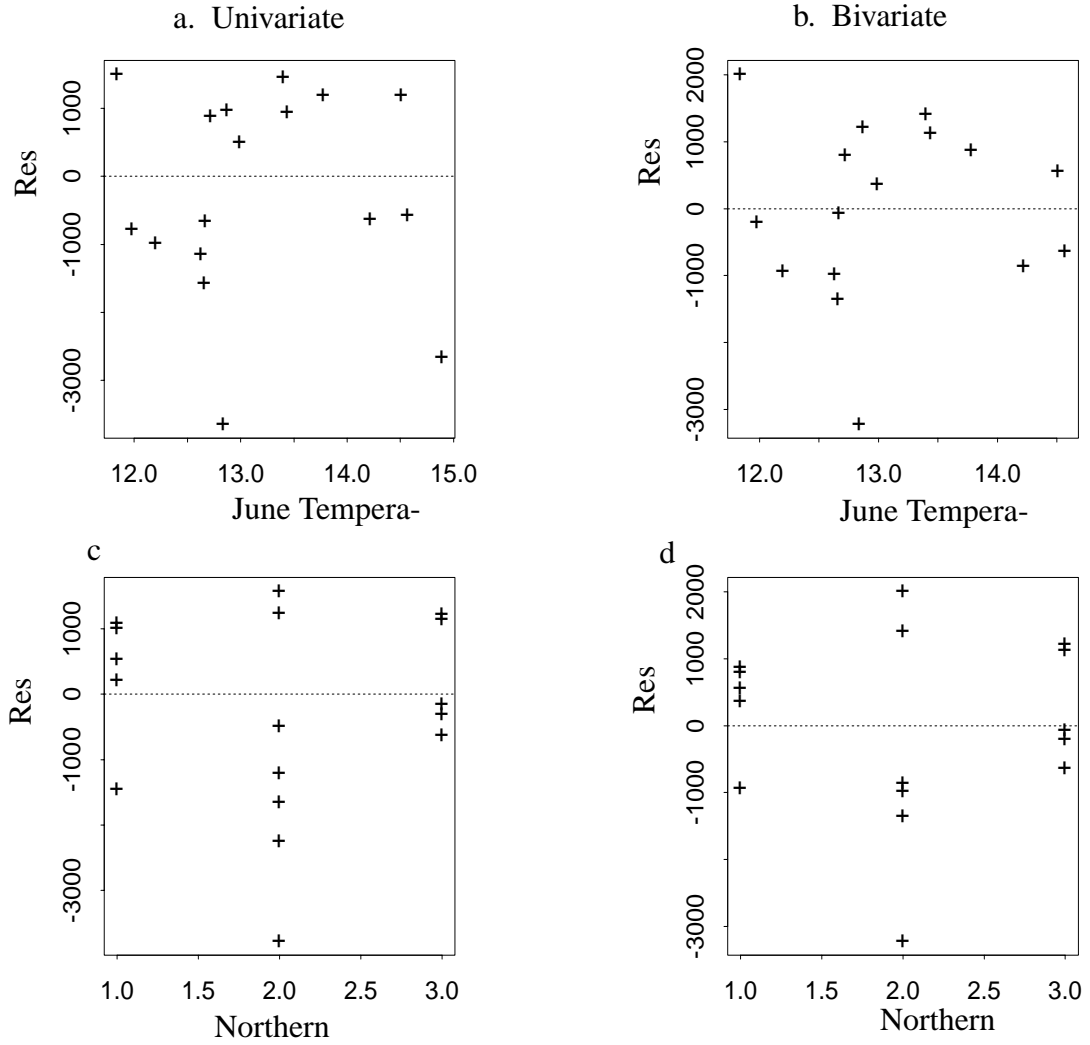 a. Univariate
b. Bivariate
Res
1000
0
-1000
-3000
12.0 13.0 14.0 15.0
June Tempera-
Res
2000
1000
0
-1000
-3000
12.0 13.0 14.0
June Tempera-
c
Res
1000
0
-1000
-3000
1.0 1.5 2.0 2.5 3.0
Northern
d
Res
2000
1000
0
-1000
-3000
1.0 1.5 2.0 2.5 3.0
Northern